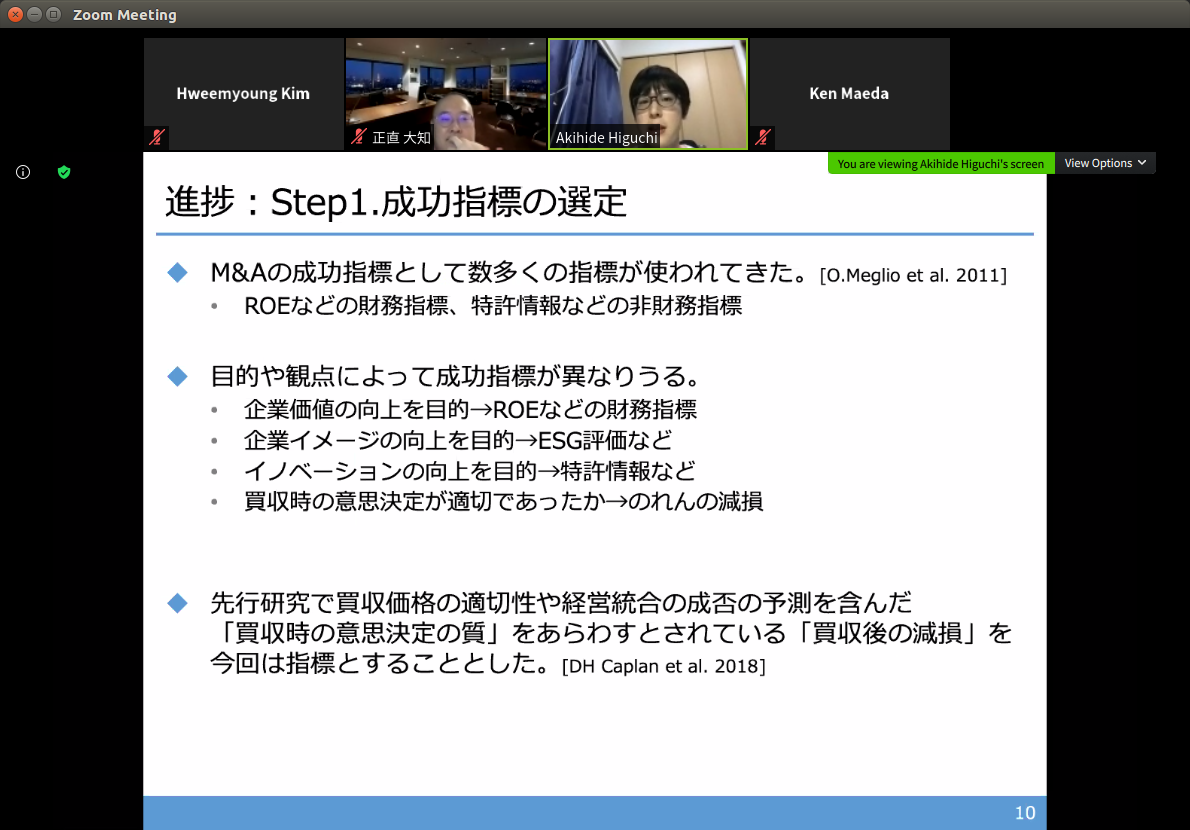 Zoom Meeting
Hweemyoung Kim
正直 大知
Akihide Higuchi
Ken Maeda
You are viewing Akihide Higuchi's screen
View Options
進捗：Step1.成功指標の選定
M&Aの成功指標として数多くの指標が使われてきた。[O.Meglio et al. 2011]
• ROEなどの財務指標、特許情報などの非財務指標
目的や観点によって成功指標が異なりうる。
• 企業価値の向上を目的→ROEなどの財務指標
• 企業イメージの向上を目的→ESG評価など
• イノベーションの向上を目的→特許情報など
• 買収時の意思決定が適切であったか→のれんの減損
先行研究で買収価格の適切性や経営統合の成否の予測を含んだ
「買収時の意思決定の質」をあらわすとされている「買収後の減損」を
今回は指標とすることとした。[DH Caplan et al. 2018]
10